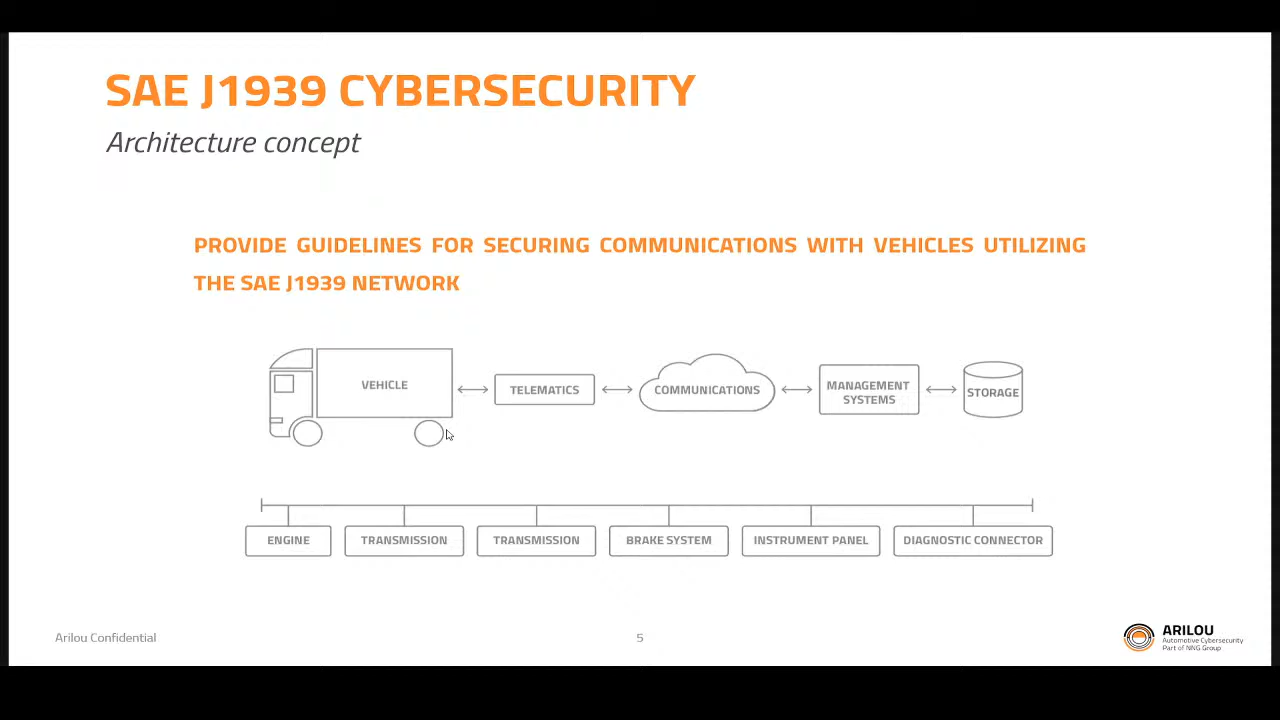 SAE J1939 CYBERSECURITY
Architecture concept
PROVIDE GUIDELINES FOR SECURING COMMUNICATIONS WITH VEHICLES UTILIZING
THE SAE J1939 NETWORK
VEHICLE
TELEMATICS
COMMUNICATIONS
MANAGEMENT
SYSTEMS
STORAGE
ENGINE
TRANSMISSION
TRANSMISSION
BRAKE SYSTEM
INSTRUMENT PANEL
DIAGNOSTIC CONNECTOR
Arilou Confidential
5
ARILOU
Automotive Cybersecurity
Part of NNG Group